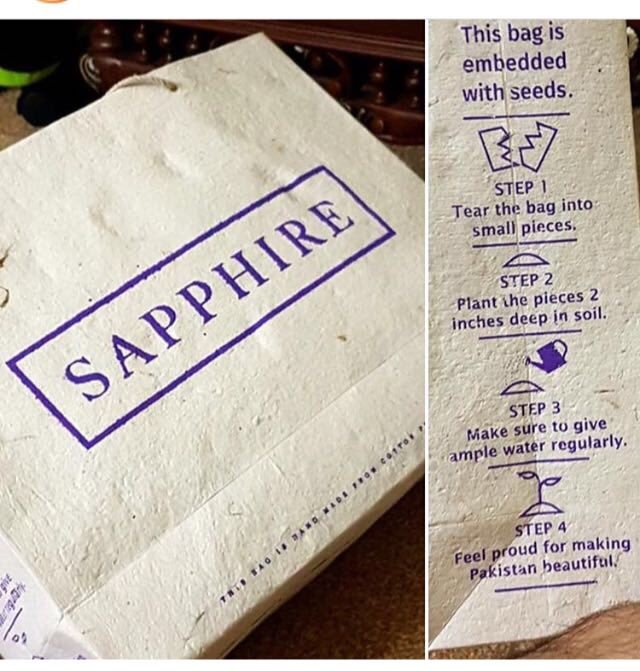 SAPPHIRE
THIS BAG IS HAND MADE FROM COTTON
This bag is
embedded
with seeds.
STEP 1
Tear the bag into
small pieces.
STEP 2
Plant the pieces 2
inches deep in soil.
STEP 3
Make sure to give
ample water regularly.
STEP 4
Feel proud for making
Pakistan beautiful.